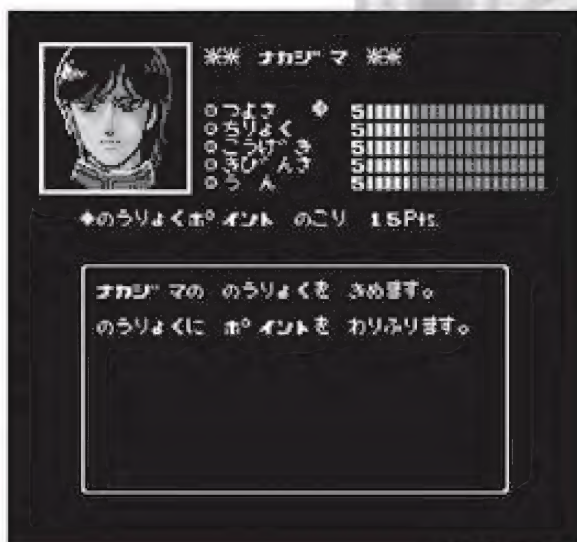 ※※ ナカジマ ※※
○つよさ ◆ 5
○ちりょく 5
○こうげき 5
○きびんさ 5
○うん 5
◆のうりょくポイント のこり 15Pts.
ナカジマの のうりょくを きめます。
のうりょくに ポイントを わりふります。